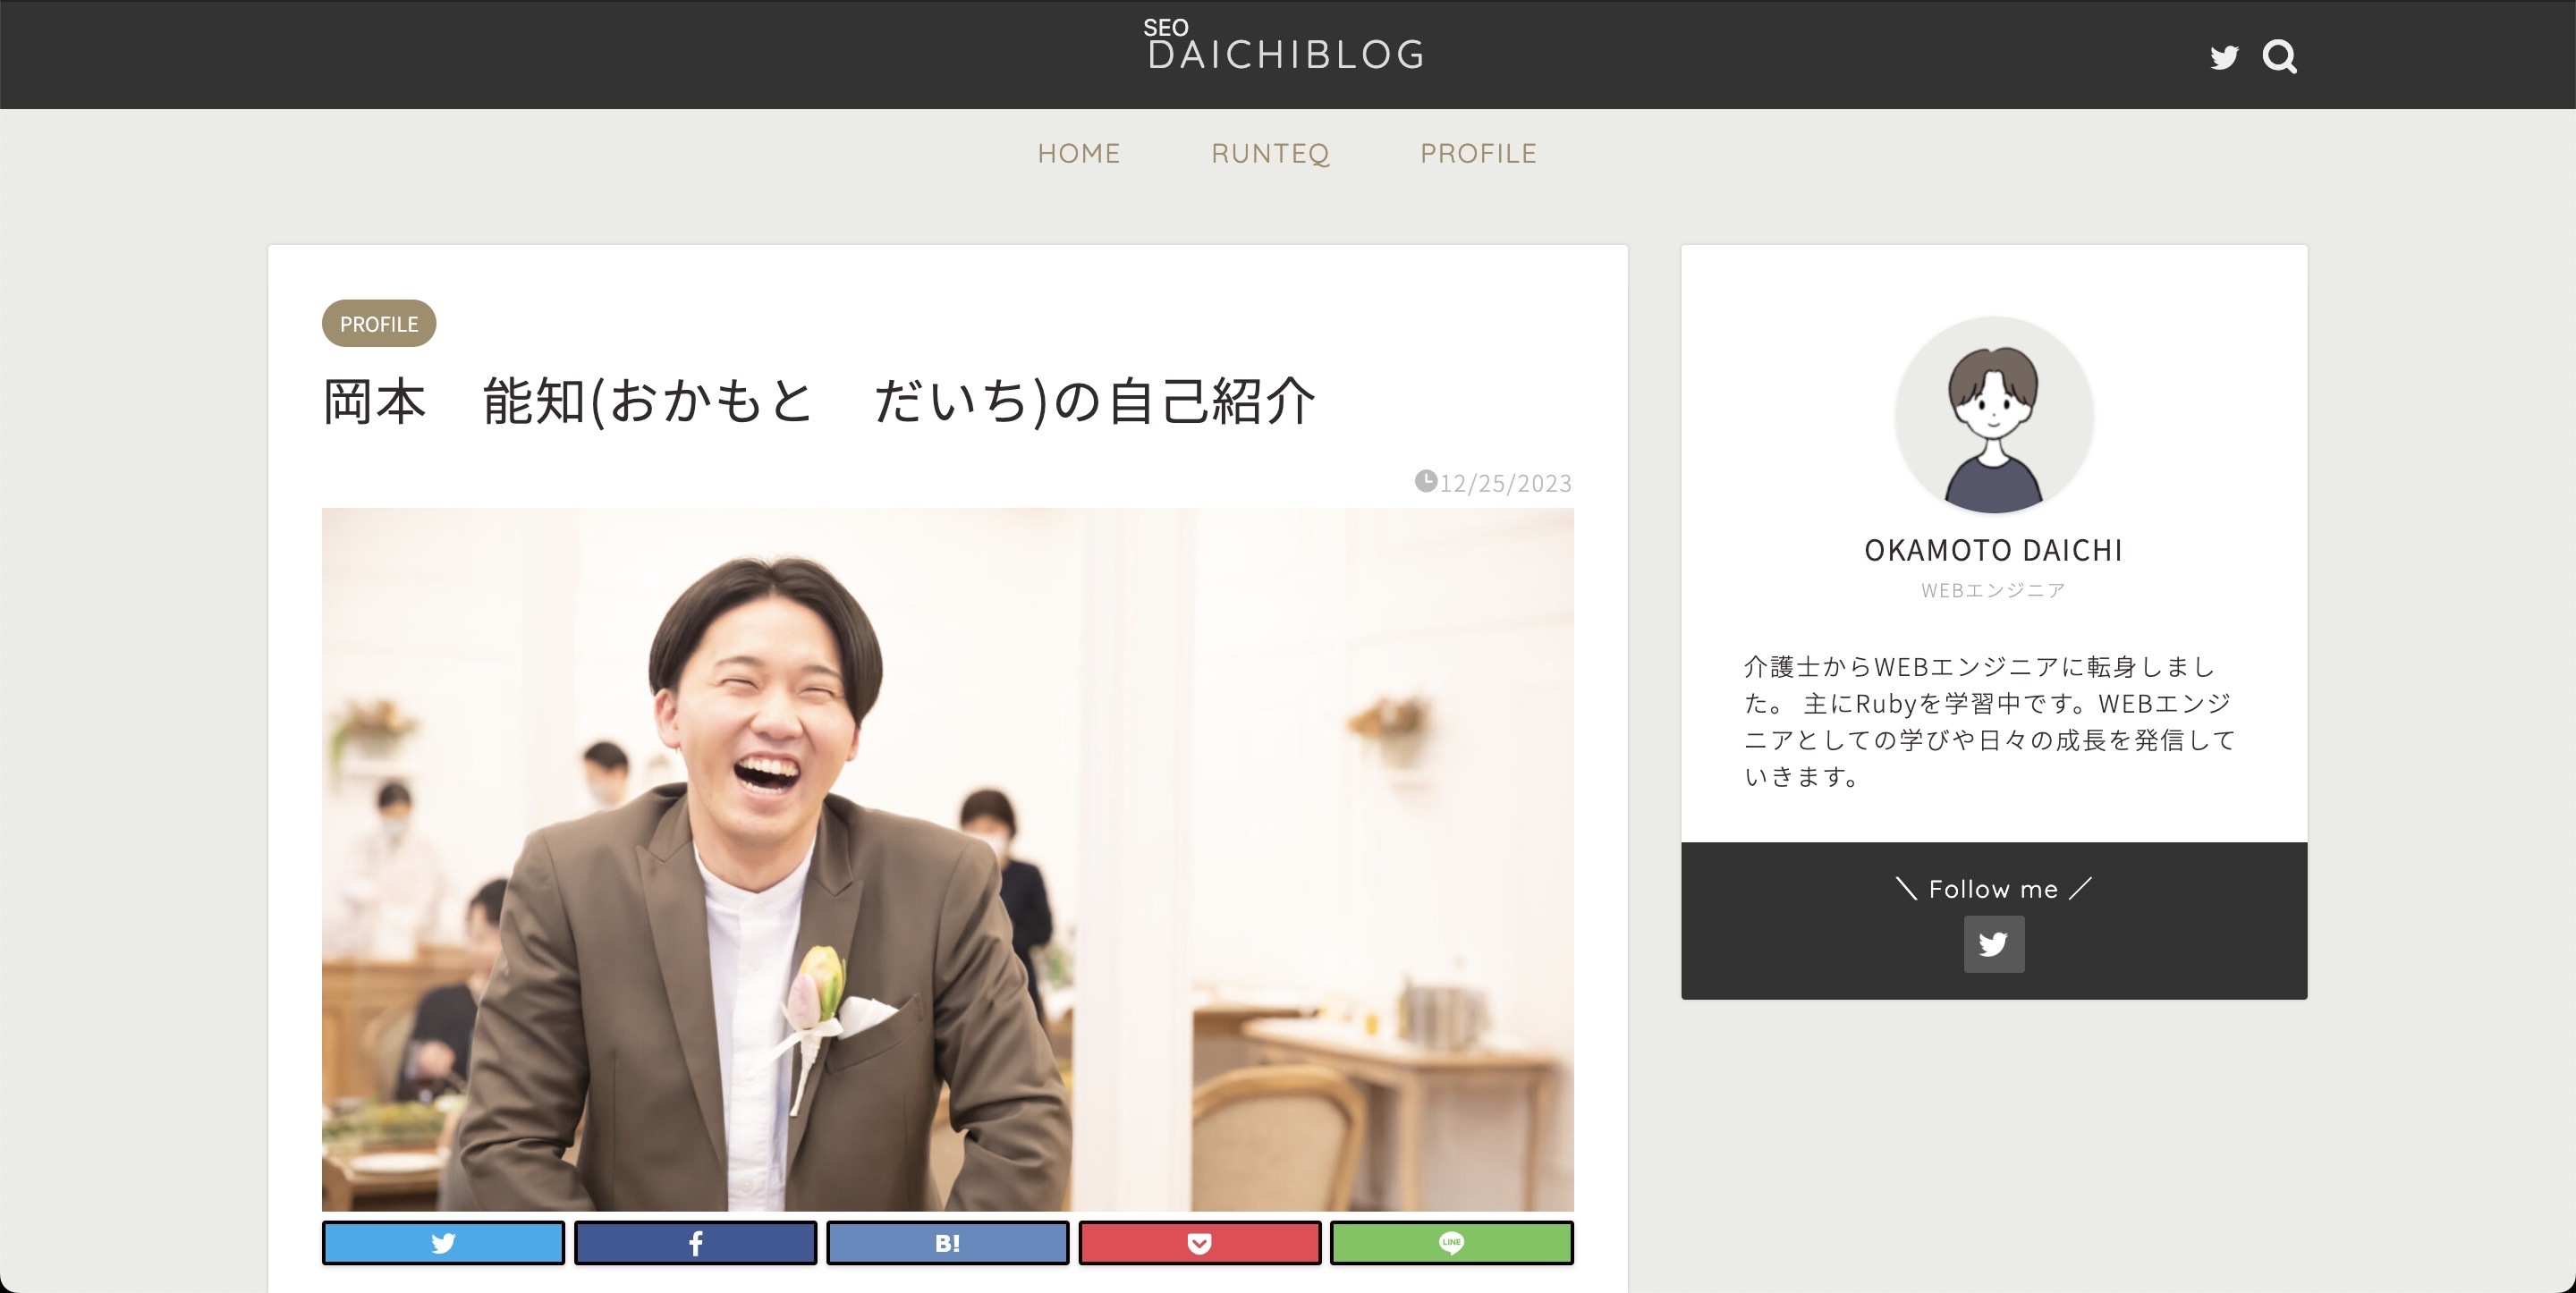 SEO
DAICHIBLOG
HOME RUNTEQ PROFILE
PROFILE
岡本　能知(おかもと　だいち)の自己紹介
12/25/2023
B!
LINE
OKAMOTO DAICHI
WEBエンジニア
介護士からWEBエンジニアに転身しまし
た。 主にRubyを学習中です。WEBエンジ
ニアとしての学びや日々の成長を発信して
いきます。
＼ Follow me ／